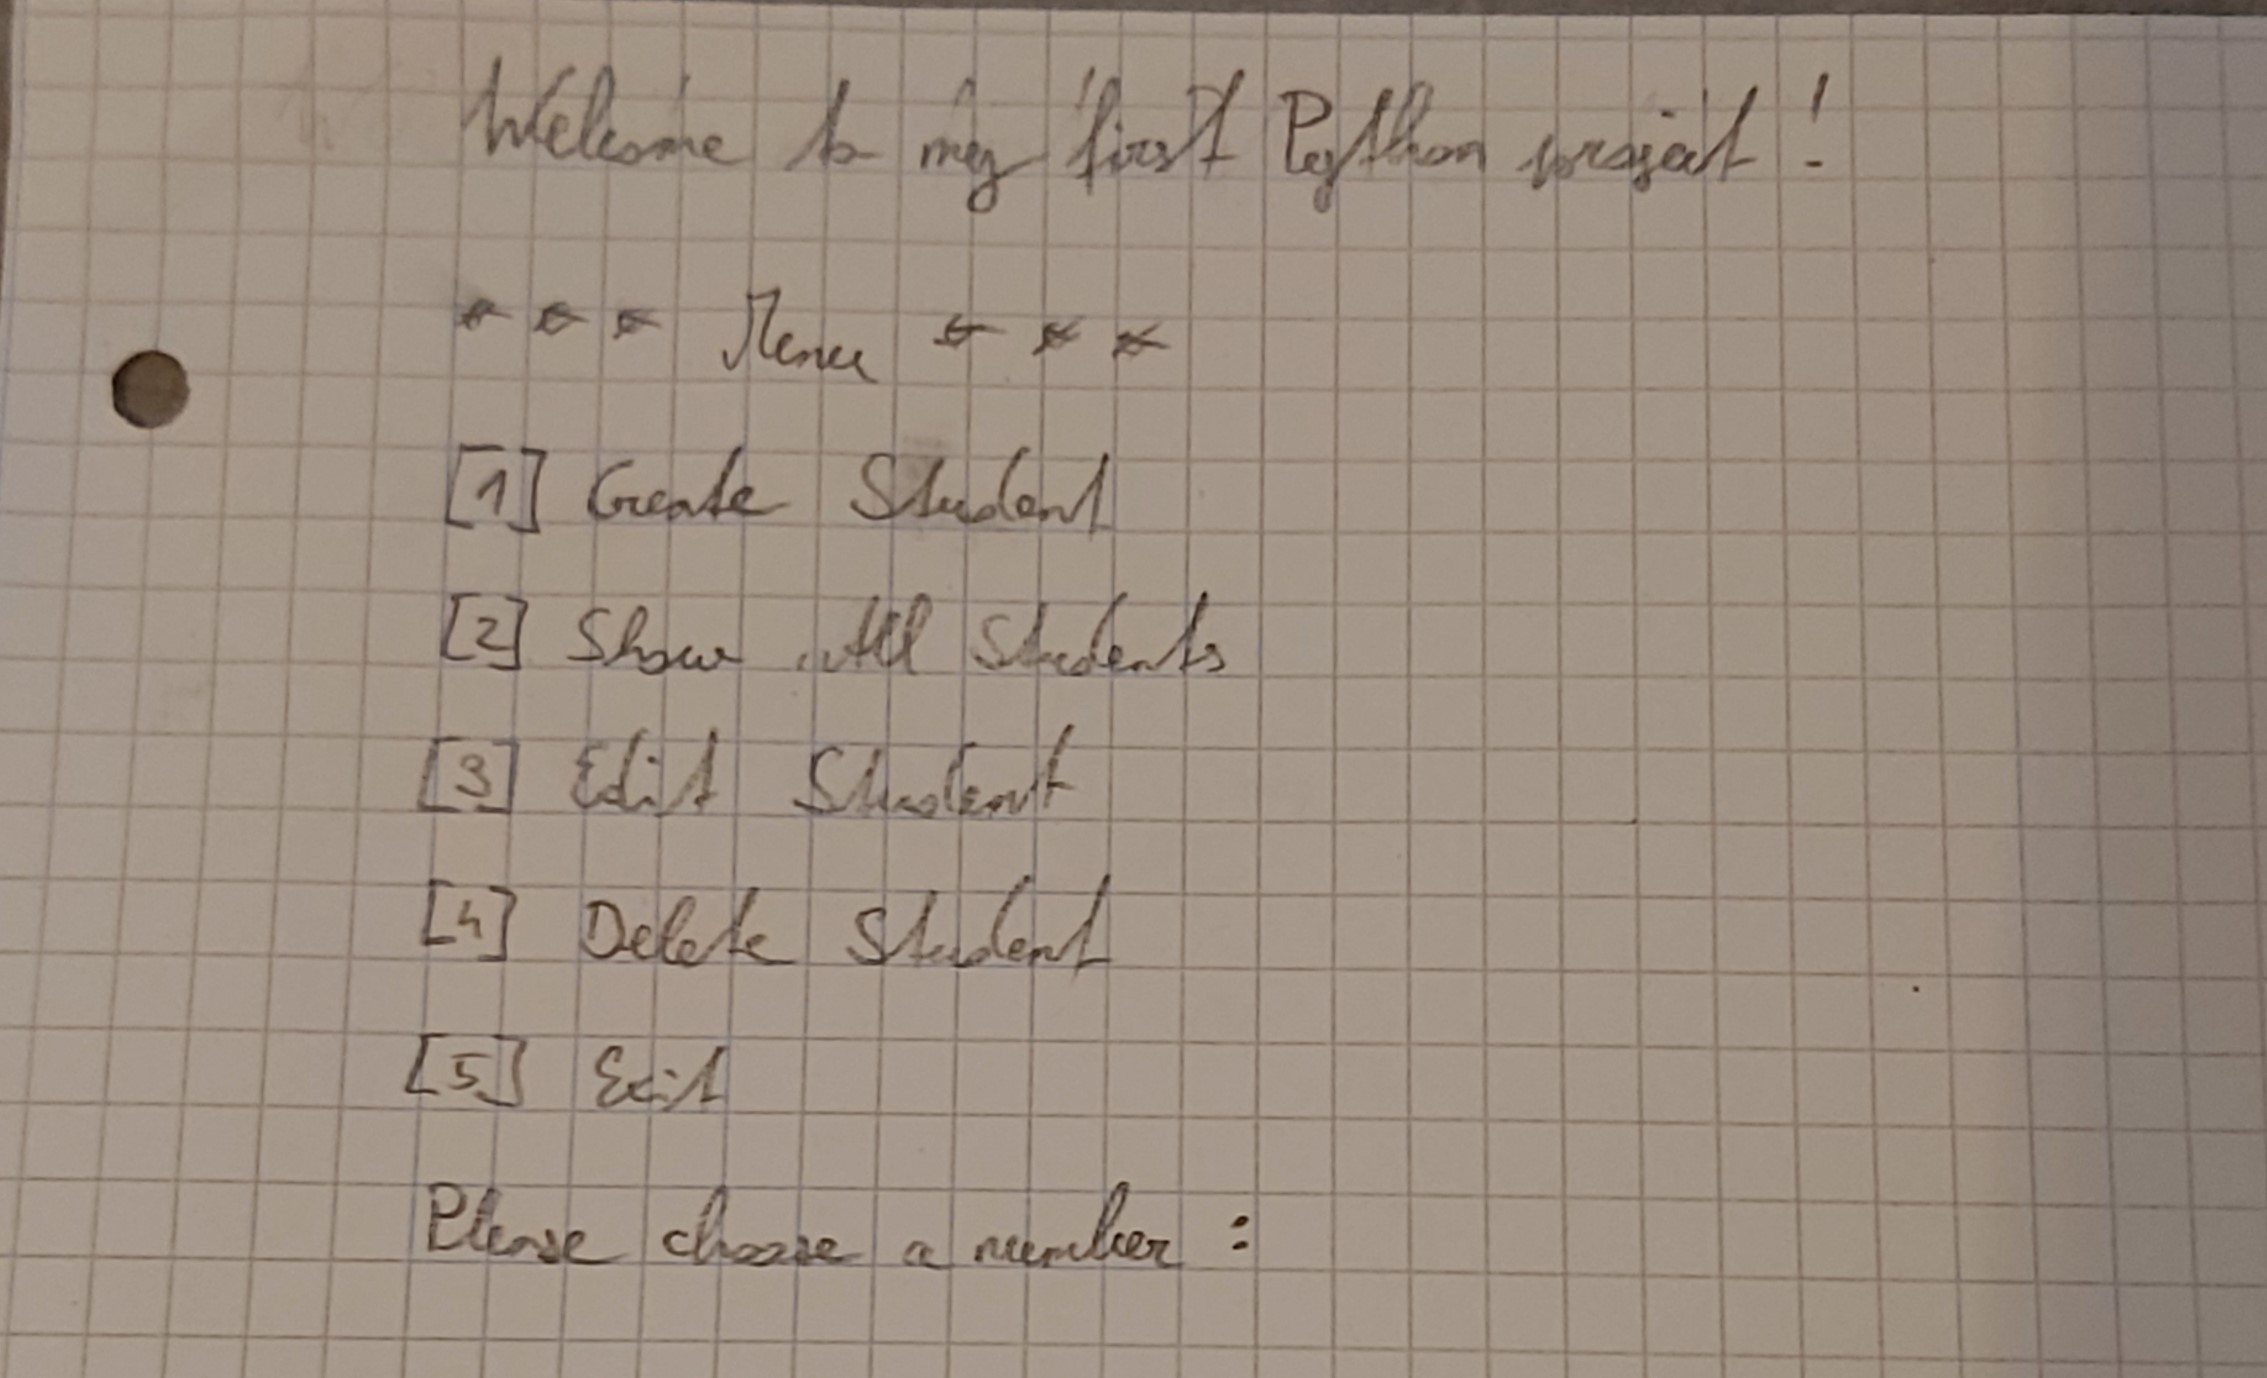 Welcome to my first Python project!
* * * Menu * * *
[1] Create Student
[2] Show All Students
[3] Edit Student
[4] Delete Student
[5] Exit
Please choose a number :